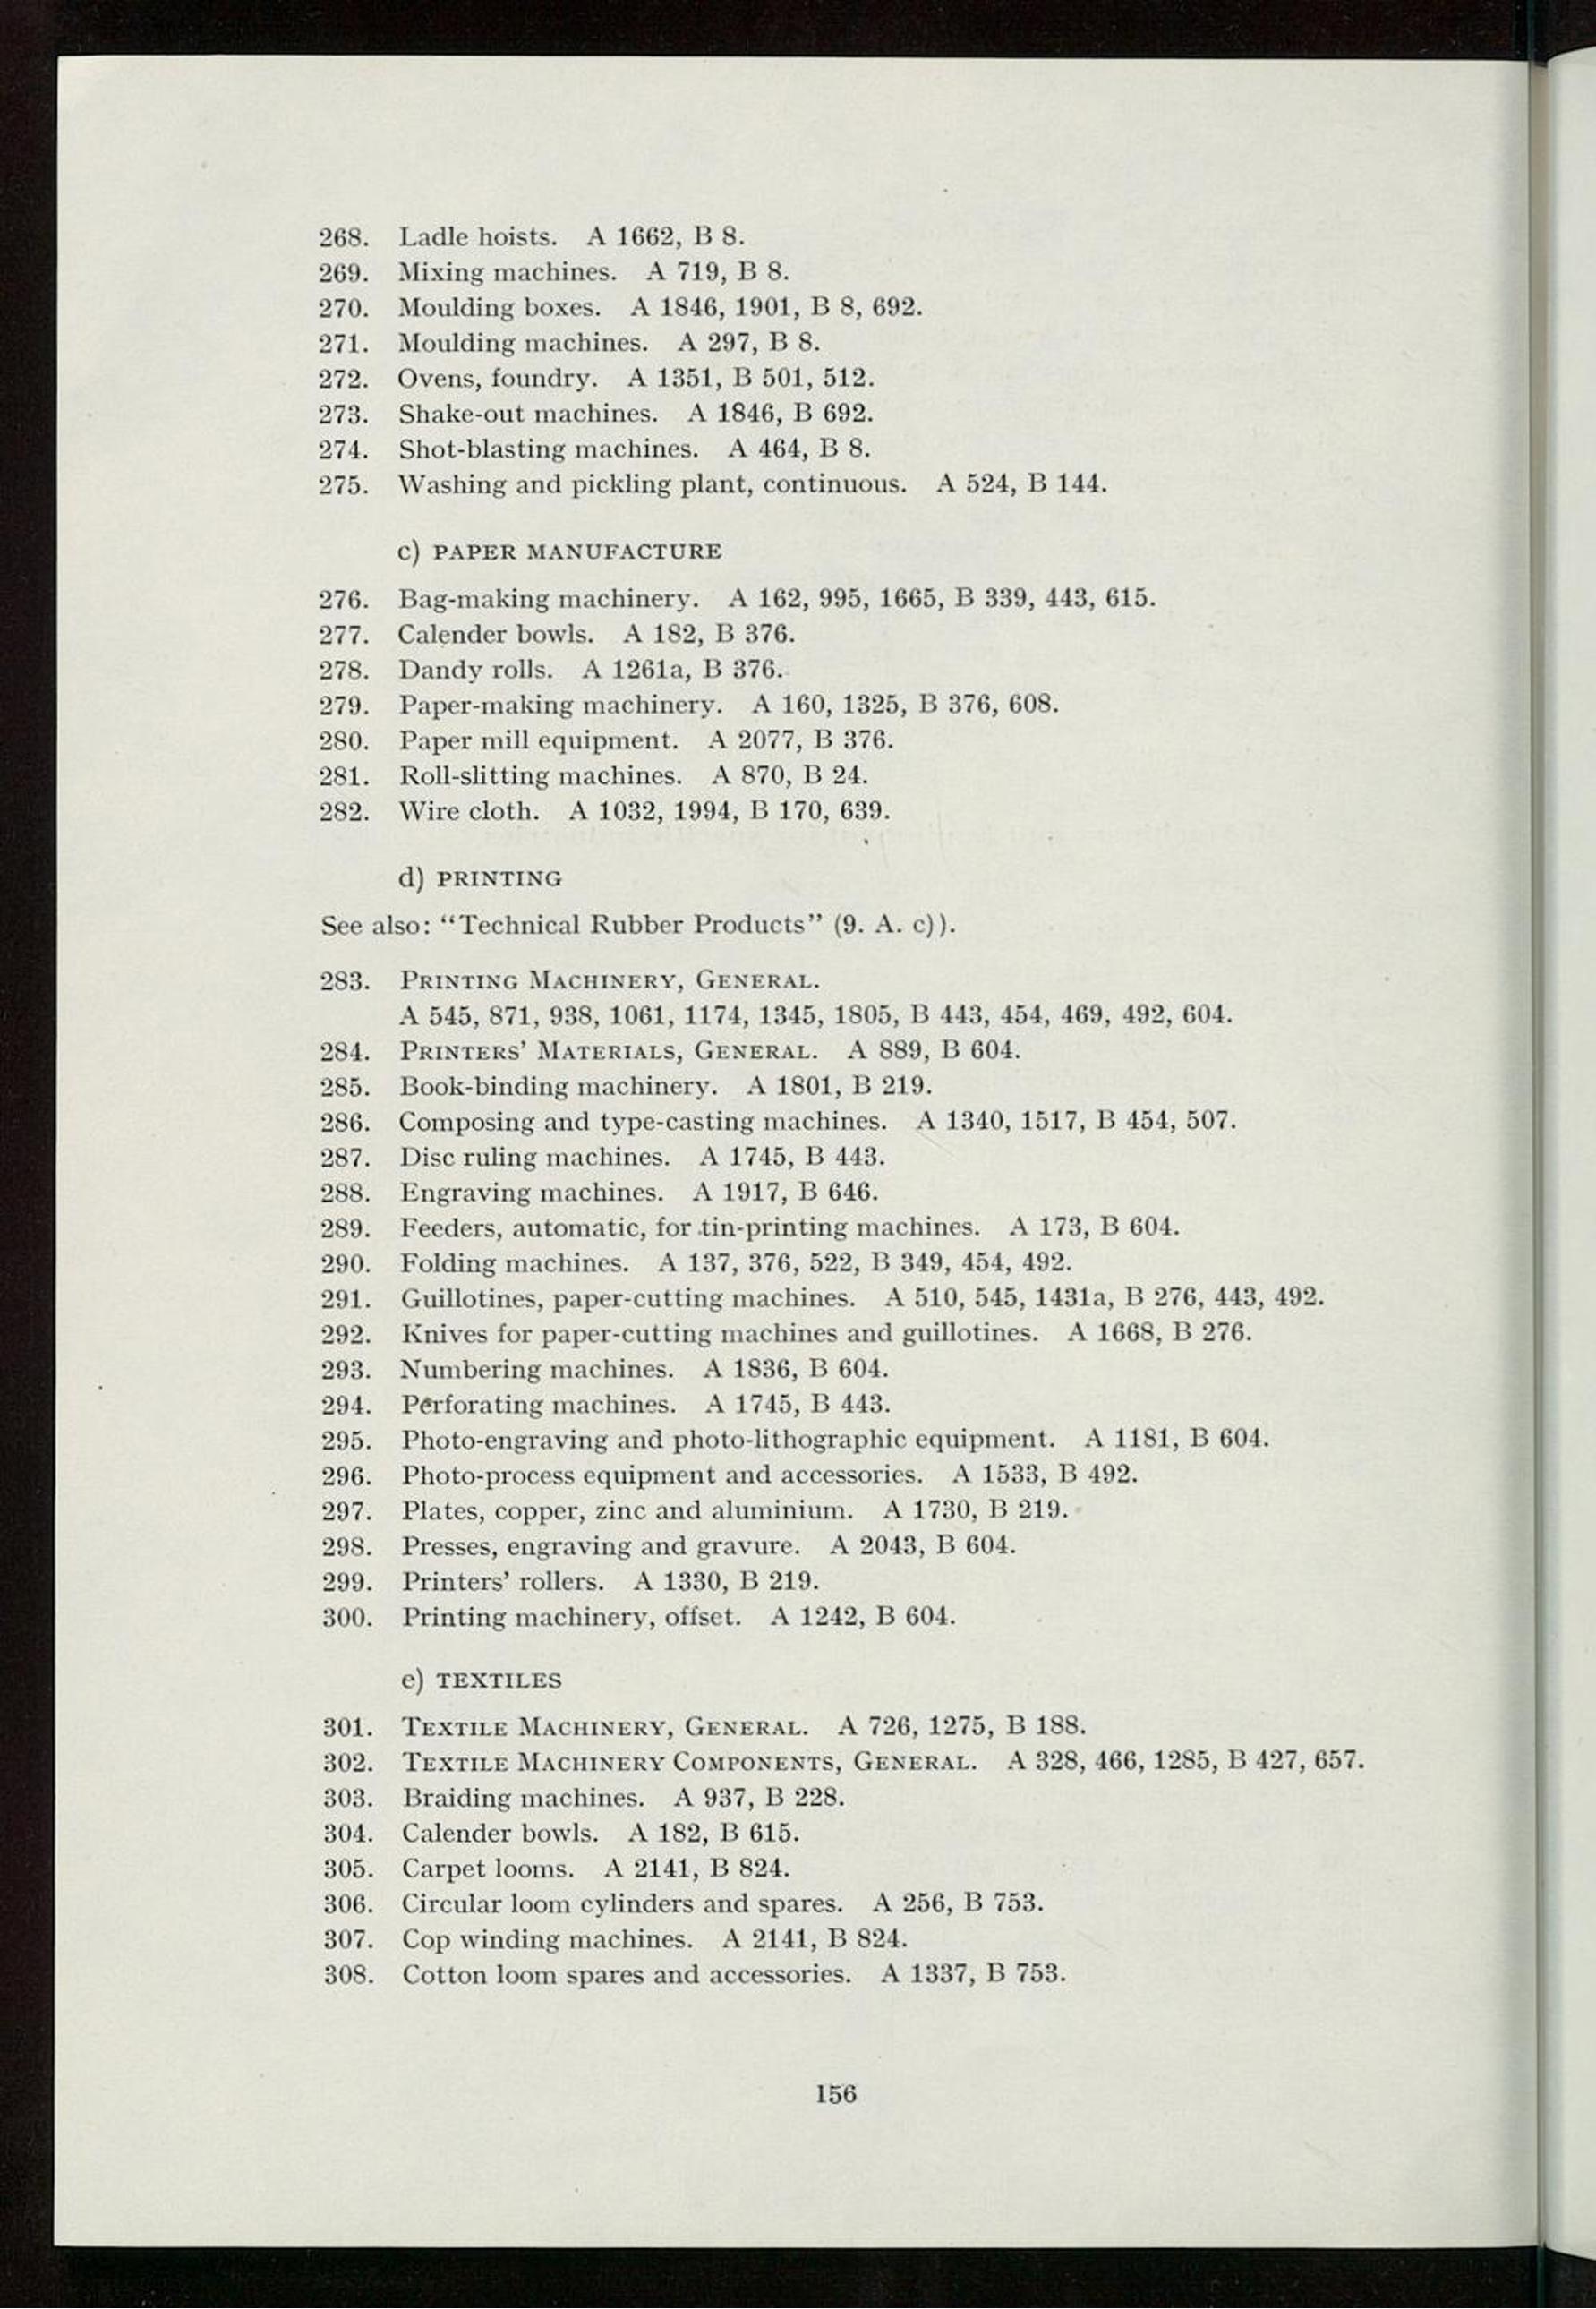 268. Ladle hoists. A 1662, B 8.
269. Mixing machines. A 719, B 8.
270. Moulding boxes. A 1846, 1901, B 8, 692.
271. Moulding machines. A 297, B 8.
272. Ovens, foundry. A 1351, B 501, 512.
273. Shake-out machines. A 1846, B 692.
274. Shot-blasting machines. A 464, B 8.
275. Washing and pickling plant, continuous. A 524, B 144.
c) PAPER MANUFACTURE
276. Bag-making machinery. A 162, 995, 1665, B 339, 443, 615.
277. Calender bowls. A 182, B 376.
278. Dandy rolls. A 1261a, B 376.
279. Paper-making machinery. A 160, 1325, B 376, 608.
280. Paper mill equipment. A 2077, B 376.
281. Roll-slitting machines. A 870, B 24.
282. Wire cloth. A 1032, 1994, B 170, 639.
d) PRINTING
See also: “Technical Rubber Products” (9. A. c)).
283. PRINTING MACHINERY, GENERAL.
A 545, 871, 938, 1061, 1174, 1345, 1805, B 443, 454, 469, 492, 604.
284. PRINTERS’ MATERIALS, GENERAL. A 889, B 604.
285. Book-binding machinery. A 1801, B 219.
286. Composing and type-casting machines. A 1340, 1517, B 454, 507.
287. Disc ruling machines. A 1745, B 443.
288. Engraving machines. A 1917, B 646.
289. Feeders, automatic, for tin-printing machines. A 173, B 604.
290. Folding machines. A 137, 376, 522, B 349, 454, 492.
291. Guillotines, paper-cutting machines. A 510, 545, 1431a, B 276, 443, 492.
292. Knives for paper-cutting machines and guillotines. A 1668, B 276.
293. Numbering machines. A 1836, B 604.
294. Perforating machines. A 1745, B 443.
295. Photo-engraving and photo-lithographic equipment. A 1181, B 604.
296. Photo-process equipment and accessories. A 1533, B 492.
297. Plates, copper, zinc and aluminium. A 1730, B 219.
298. Presses, engraving and gravure. A 2043, B 604.
299. Printers’ rollers. A 1330, B 219.
300. Printing machinery, offset. A 1242, B 604.
e) TEXTILES
301. TEXTILE MACHINERY, GENERAL. A 726, 1275, B 188.
302. TEXTILE MACHINERY COMPONENTS, GENERAL. A 328, 466, 1285, B 427, 657.
303. Braiding machines. A 937, B 228.
304. Calender bowls. A 182, B 615.
305. Carpet looms. A 2141, B 824.
306. Circular loom cylinders and spares. A 256, B 753.
307. Cop winding machines. A 2141, B 824.
308. Cotton loom spares and accessories. A 1337, B 753.
156